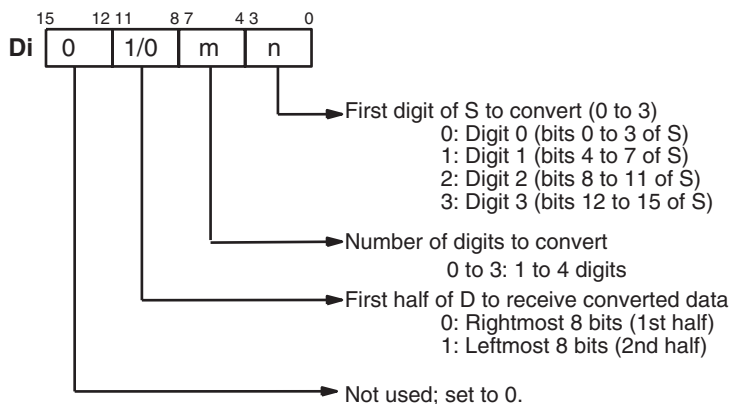 15 12 11 8 7 4 3 0
Di 0 1/0 m n
First digit of S to convert (0 to 3)
0: Digit 0 (bits 0 to 3 of S)
1: Digit 1 (bits 4 to 7 of S)
2: Digit 2 (bits 8 to 11 of S)
3: Digit 3 (bits 12 to 15 of S)
Number of digits to convert
0 to 3: 1 to 4 digits
First half of D to receive converted data
0: Rightmost 8 bits (1st half)
1: Leftmost 8 bits (2nd half)
Not used; set to 0.